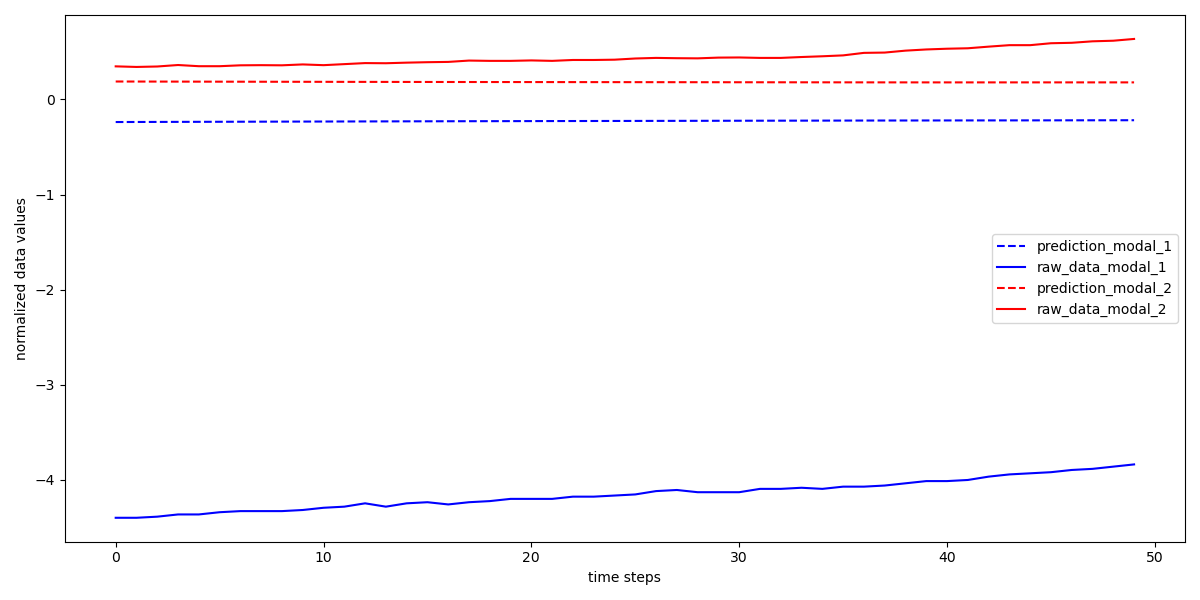 normalized data values
0
−1
−2
−3
−4
prediction_modal_1
raw_data_modal_1
prediction_modal_2
raw_data_modal_2
0 10 20 30 40 50
time steps